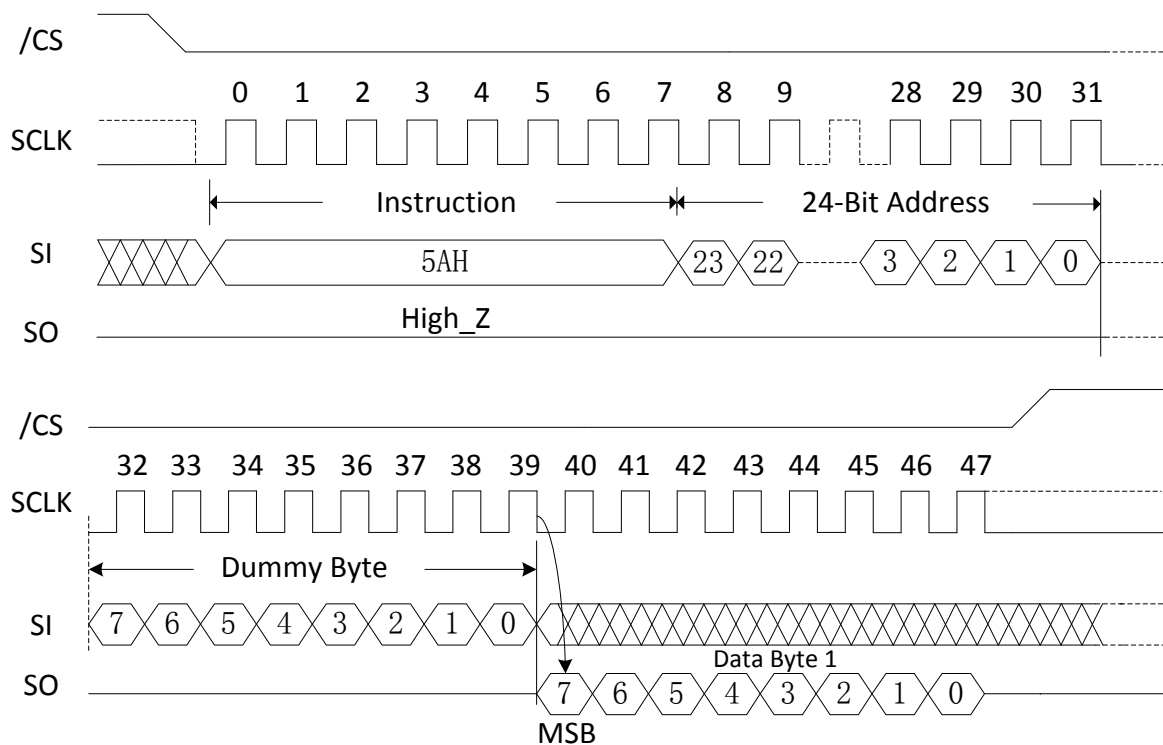 /CS
0 1 2 3 4 5 6 7 8 9 28 29 30 31
SCLK
Instruction 24-Bit Address
SI 5AH 23 22 3 2 1 0
High_Z
SO
/CS
32 33 34 35 36 37 38 39 40 41 42 43 44 45 46 47
SCLK
Dummy Byte
SI 7 6 5 4 3 2 1 0
Data Byte 1
SO 7 6 5 4 3 2 1 0
MSB